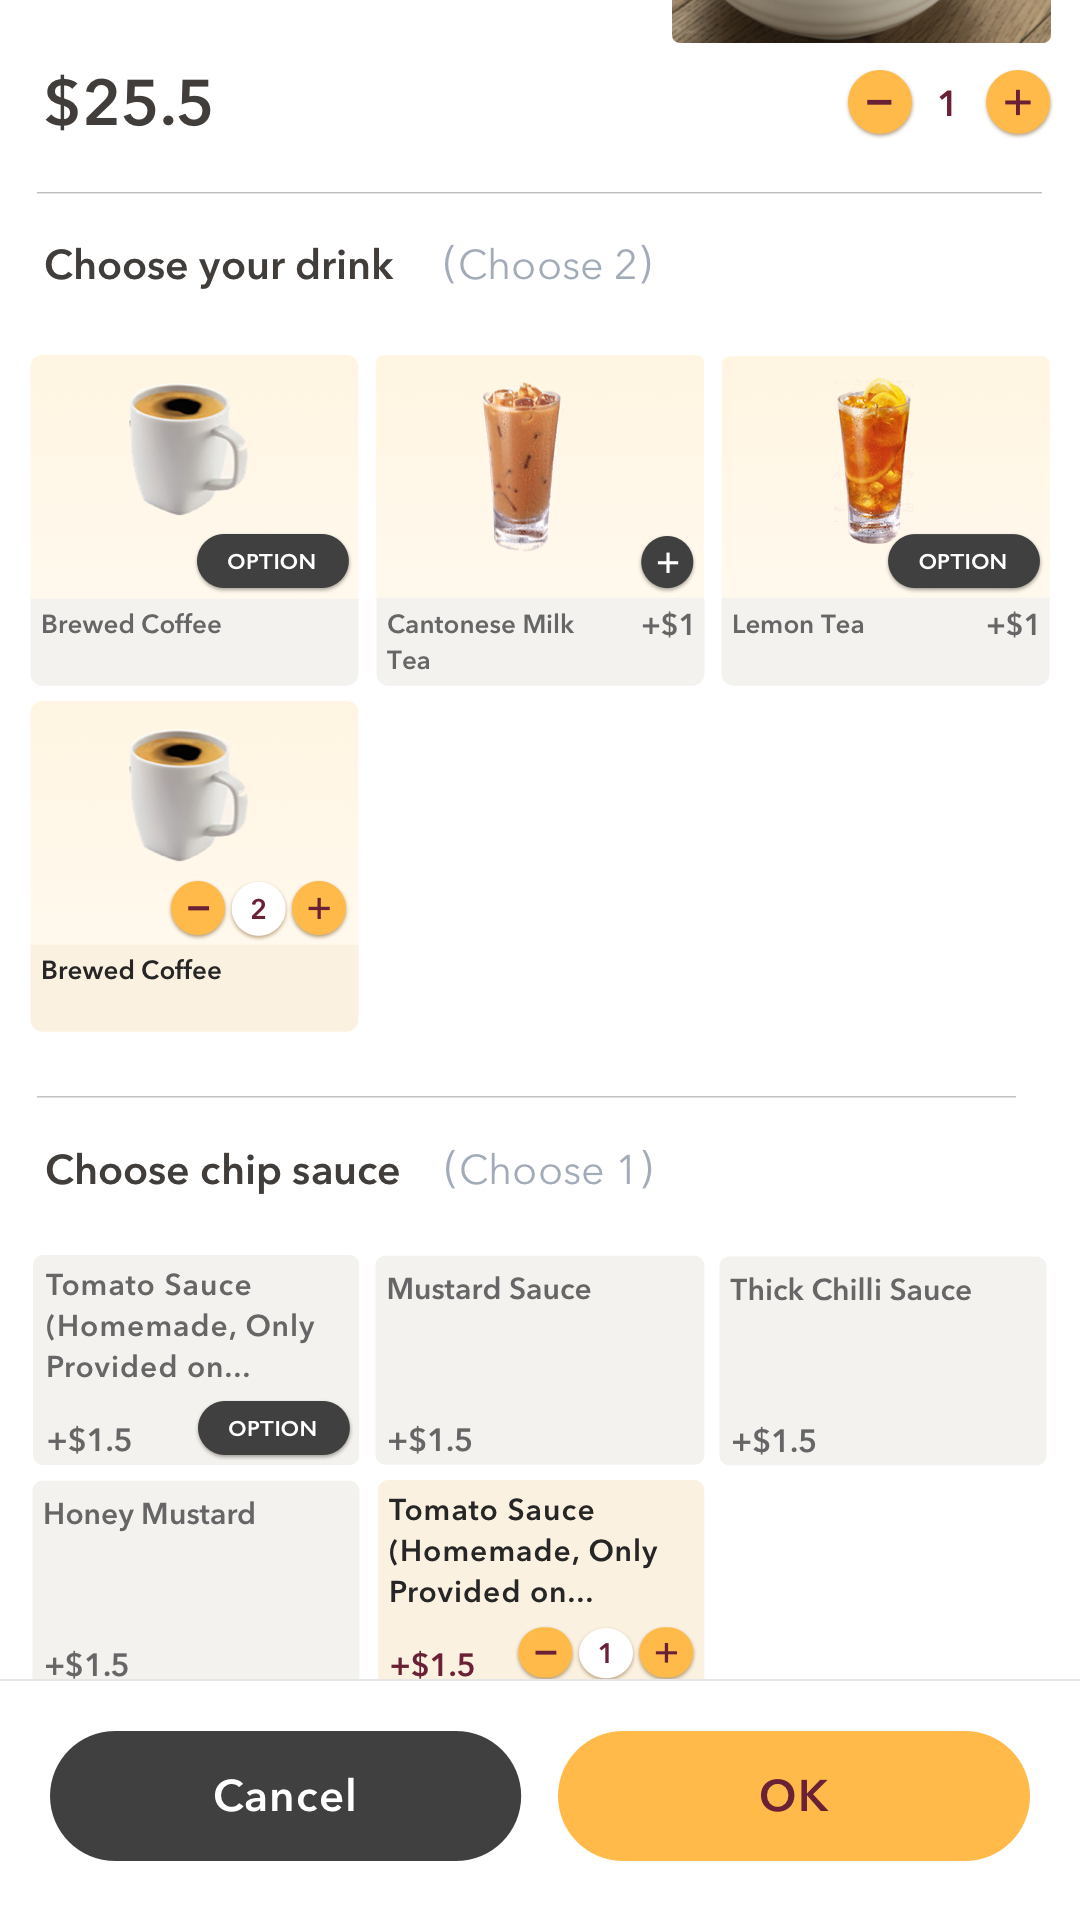 $25.5
− 1 +
Choose your drink (Choose 2)
OPTION
+
OPTION
Brewed Coffee
Cantonese Milk Tea +$1
Lemon Tea +$1
− 2 +
Brewed Coffee
Choose chip sauce (Choose 1)
Tomato Sauce
(Homemade, Only
Provided on...
+$1.5 OPTION
Mustard Sauce
+$1.5
Thick Chilli Sauce
+$1.5
Honey Mustard
+$1.5
Tomato Sauce
(Homemade, Only
Provided on...
+$1.5 − 1 +
Cancel
OK